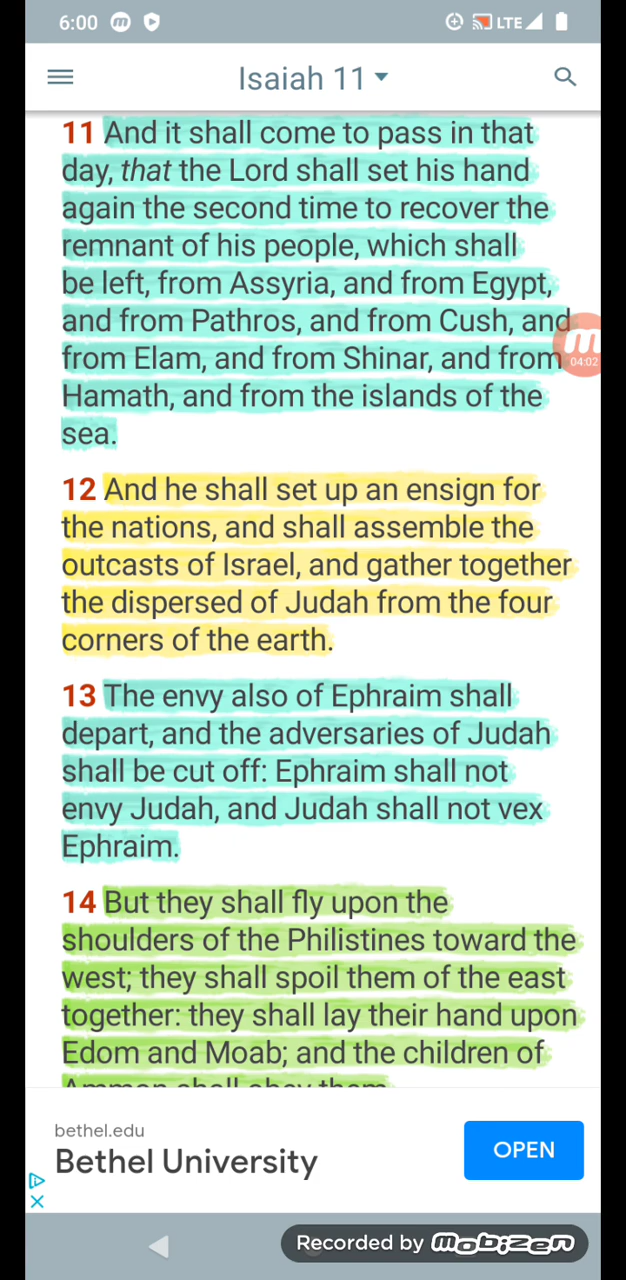 6:00 LTE
Isaiah 11
11 And it shall come to pass in that
day, that the Lord shall set his hand
again the second time to recover the
remnant of his people, which shall
be left, from Assyria, and from Egypt,
and from Pathros, and from Cush, and
from Elam, and from Shinar, and from
04:02
Hamath, and from the islands of the
sea.
12 And he shall set up an ensign for
the nations, and shall assemble the
outcasts of Israel, and gather together
the dispersed of Judah from the four
corners of the earth.
13 The envy also of Ephraim shall
depart, and the adversaries of Judah
shall be cut off: Ephraim shall not
envy Judah, and Judah shall not vex
Ephraim.
14 But they shall fly upon the
shoulders of the Philistines toward the
west; they shall spoil them of the east
together: they shall lay their hand upon
Edom and Moab; and the children of
Ammon shall obey them
bethel.edu
Bethel University
OPEN
Recorded by mobizen